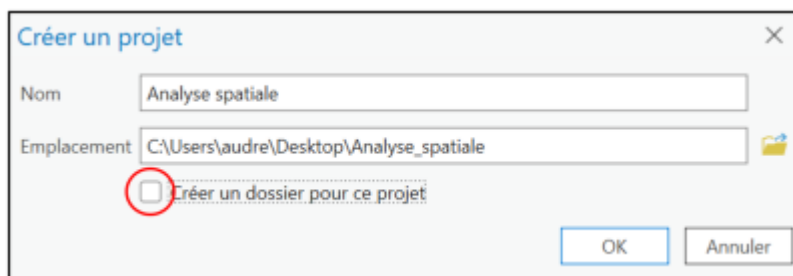 Créer un projet
Nom Analyse spatiale
Emplacement C:\Users\audre\Desktop\Analyse_spatiale
Créer un dossier pour ce projet
OK Annuler